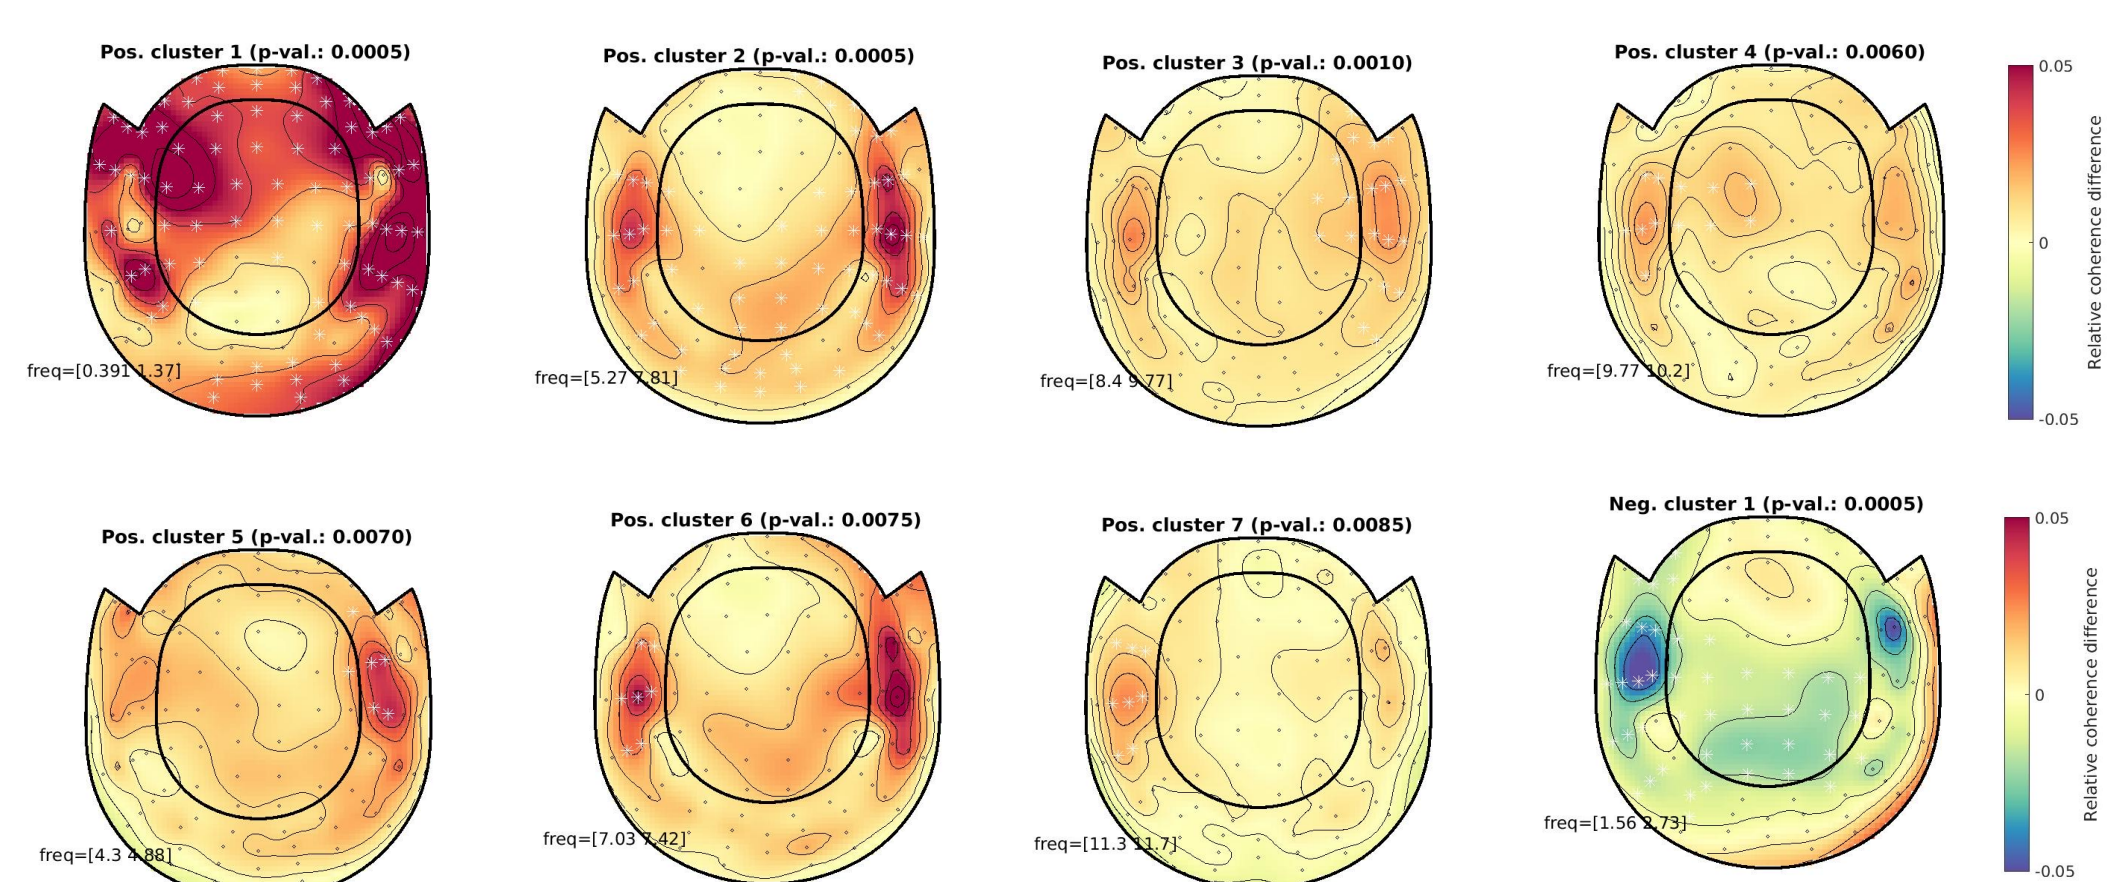 Pos. cluster 1 (p-val.: 0.0005)
Pos. cluster 2 (p-val.: 0.0005)
Pos. cluster 3 (p-val.: 0.0010)
Pos. cluster 4 (p-val.: 0.0060)
0.05
0
-0.05
Relative coherence difference
freq=[0.391 1.37]
freq=[5.27 7.81]
freq=[8.4 9.77]
freq=[9.77 10.2]
Pos. cluster 5 (p-val.: 0.0070)
Pos. cluster 6 (p-val.: 0.0075)
Pos. cluster 7 (p-val.: 0.0085)
Neg. cluster 1 (p-val.: 0.0005)
0.05
0
-0.05
Relative coherence difference
freq=[4.3 4.88]
freq=[7.03 7.42]
freq=[11.3 11.7]
freq=[1.56 2.73]